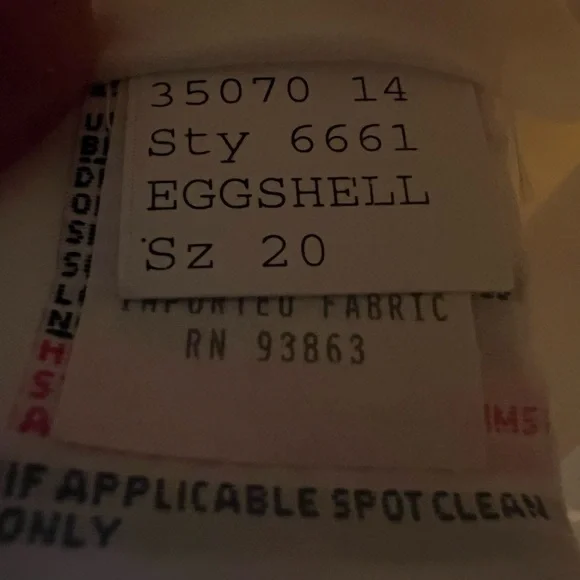 35070 14
Sty 6661
EGGSHELL
Sz 20
IMPORTED FABRIC
RN 93863
IF APPLICABLE SPOT CLEAN
ONLY